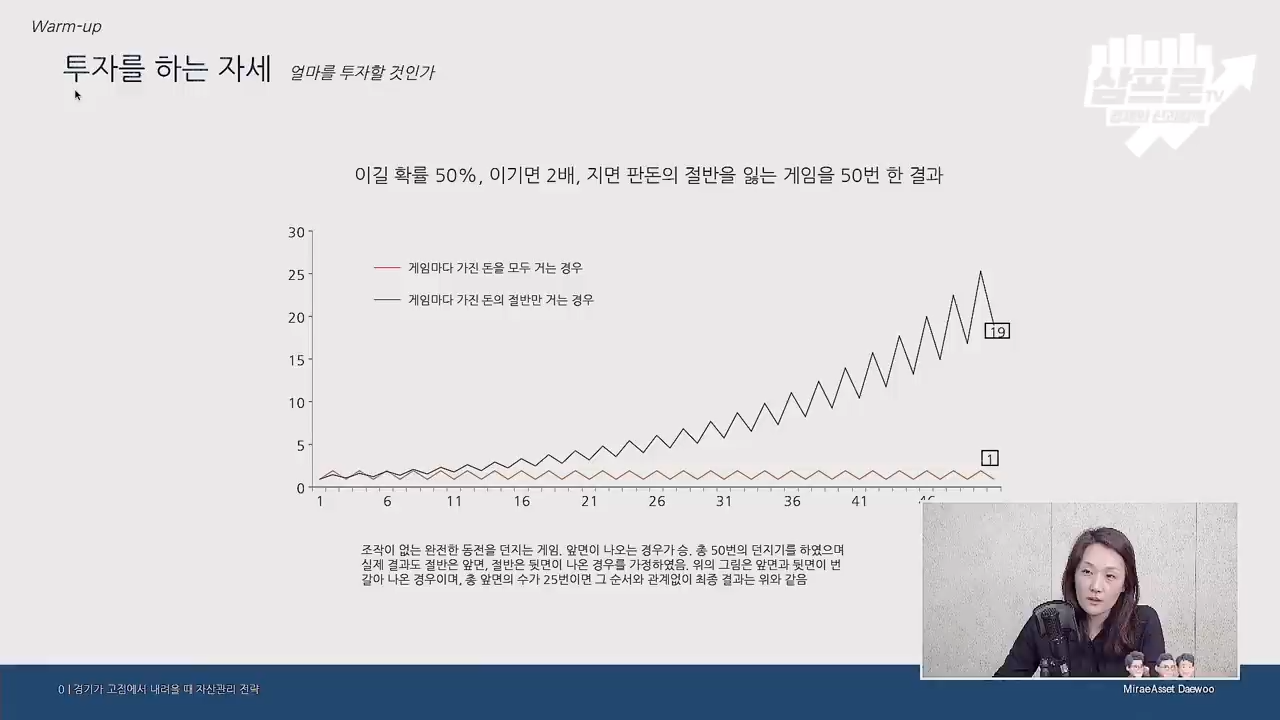 Warm-up
투자를 하는 자세 얼마를 투자할 것인가
삼프로TV
이길 확률 50%, 이기면 2배, 지면 판돈의 절반을 잃는 게임을 50번 한 결과
30
게임마다 가진 돈을 모두 거는 경우
25
게임마다 가진 돈의 절반만 거는 경우
20
19
15
10
5
1
0
1 6 11 16 21 26 31 36 41 46
조작이 없는 완전한 동전을 던지는 게임. 앞면이 나오는 경우가 승. 총 50번의 던지기를 하였으며
실제 결과도 절반은 앞면, 절반은 뒷면이 나온 경우를 가정하였음. 위의 그림은 앞면과 뒷면이 번
갈아 나온 경우이며, 총 앞면의 수가 25번이면 그 순서와 관계없이 최종 결과는 위와 같음
0 | 경기가 고점에서 내려올 때 자산관리 전략
MiraeAsset Daewoo